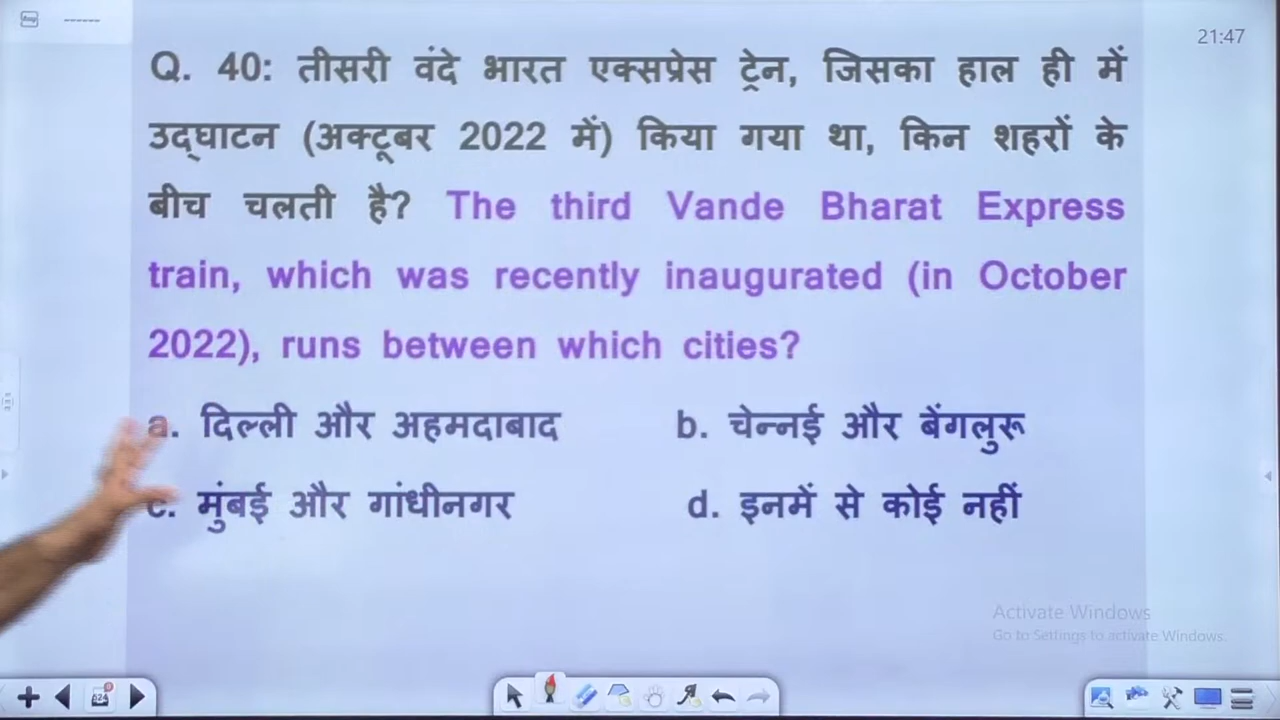 21:47
Q. 40: तीसरी वंदे भारत एक्सप्रेस ट्रेन, जिसका हाल ही में
उद्घाटन (अक्टूबर 2022 में) किया गया था, किन शहरों के
बीच चलती है? The third Vande Bharat Express
train, which was recently inaugurated (in October
2022), runs between which cities?
a. दिल्ली और अहमदाबाद b. चेन्नई और बेंगलुरू
c. मुंबई और गांधीनगर d. इनमें से कोई नहीं
Activate Windows
Go to Settings to activate Windows.